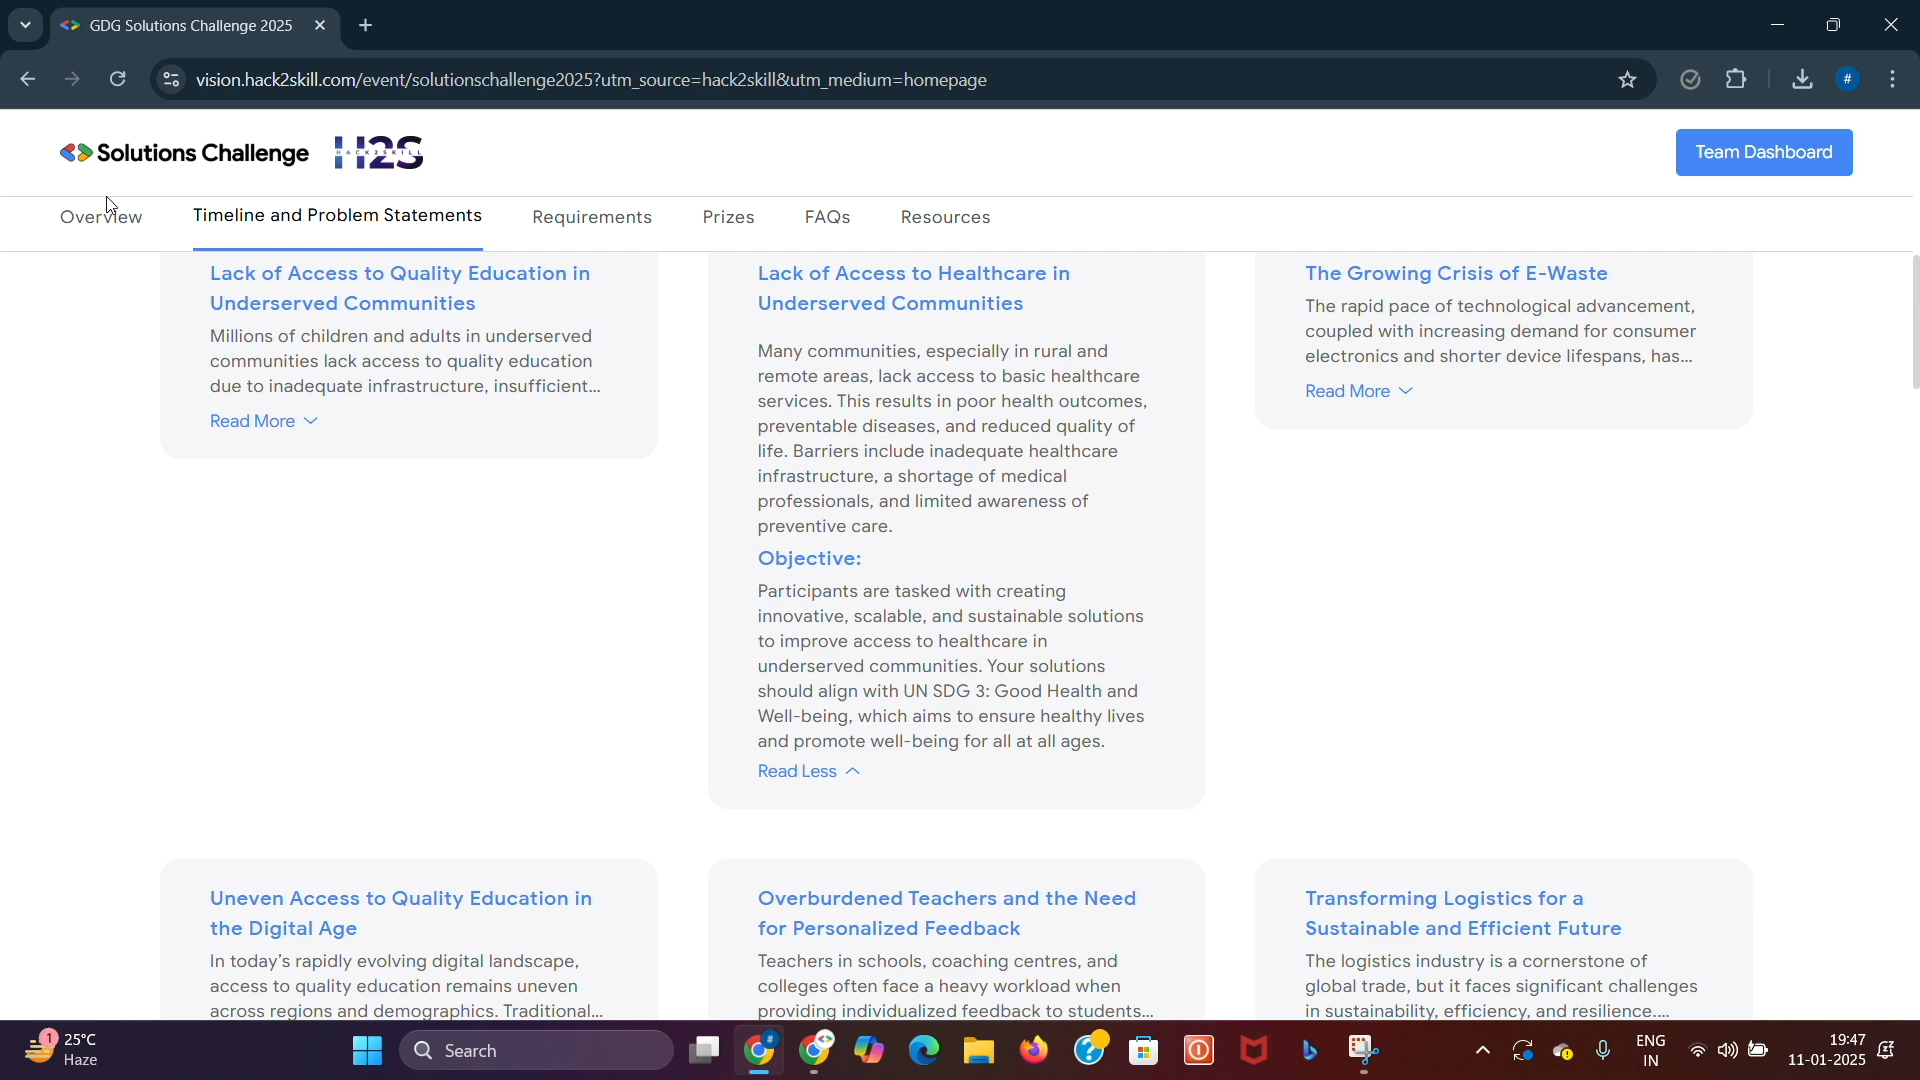 GDG Solutions Challenge 2025
vision.hack2skill.com/event/solutionschallenge2025?utm_source=hack2skill&utm_medium=homepage
#
Solutions Challenge
H2S
HACK2SKILL
Team Dashboard
Overview
Timeline and Problem Statements
Requirements
Prizes
FAQs
Resources
Lack of Access to Quality Education in
Underserved Communities
Millions of children and adults in underserved
communities lack access to quality education
due to inadequate infrastructure, insufficient...
Read More
Lack of Access to Healthcare in
Underserved Communities
Many communities, especially in rural and
remote areas, lack access to basic healthcare
services. This results in poor health outcomes,
preventable diseases, and reduced quality of
life. Barriers include inadequate healthcare
infrastructure, a shortage of medical
professionals, and limited awareness of
preventive care.
Objective:
Participants are tasked with creating
innovative, scalable, and sustainable solutions
to improve access to healthcare in
underserved communities. Your solutions
should align with UN SDG 3: Good Health and
Well-being, which aims to ensure healthy lives
and promote well-being for all at all ages.
Read Less
The Growing Crisis of E-Waste
The rapid pace of technological advancement,
coupled with increasing demand for consumer
electronics and shorter device lifespans, has...
Read More
Uneven Access to Quality Education in
the Digital Age
In today's rapidly evolving digital landscape,
access to quality education remains uneven
across regions and demographics. Traditional...
Overburdened Teachers and the Need
for Personalized Feedback
Teachers in schools, coaching centres, and
colleges often face a heavy workload when
providing individualized feedback to students...
Transforming Logistics for a
Sustainable and Efficient Future
The logistics industry is a cornerstone of
global trade, but it faces significant challenges
in sustainability, efficiency, and resilience....
1
25°C
Haze
Search
#
ENG
IN
19:47
11-01-2025